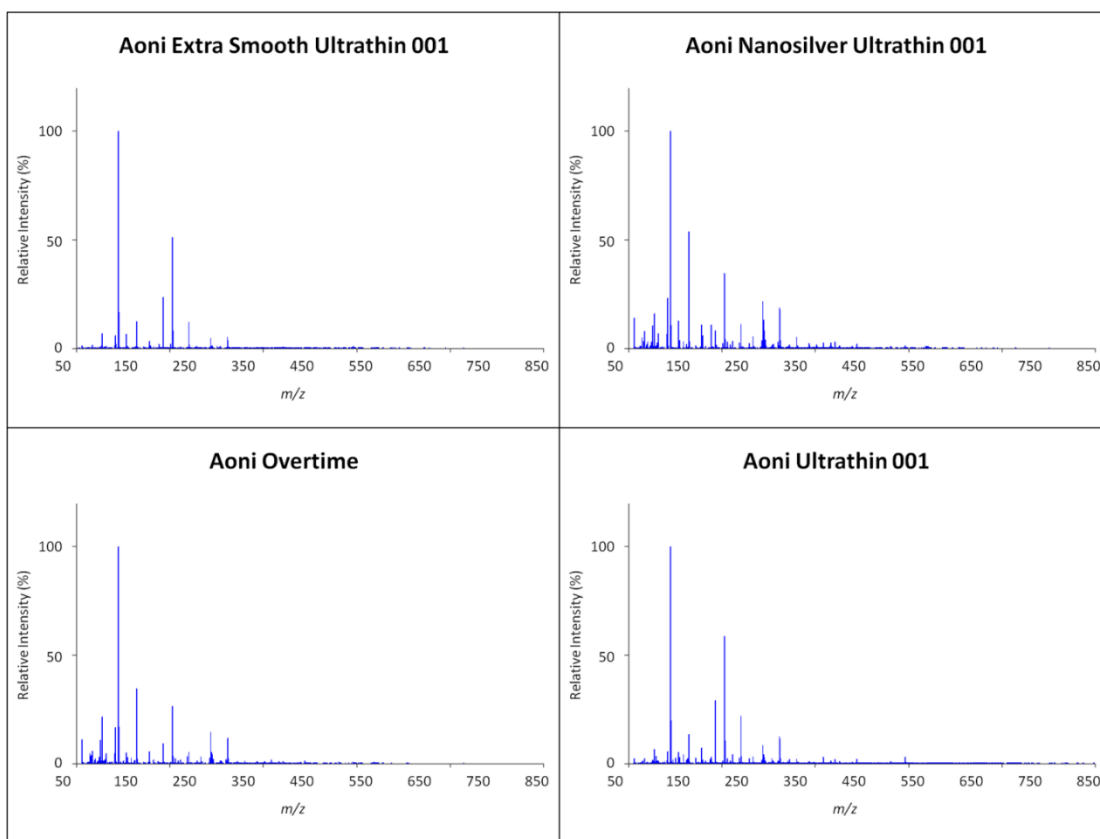 Aoni Extra Smooth Ultrathin 001
Relative Intensity (%)
100
50
0
50 150 250 350 450 550 650 750 850
m/z
Aoni Nanosilver Ultrathin 001
Relative Intensity (%)
100
50
0
50 150 250 350 450 550 650 750 850
m/z
Aoni Overtime
Relative Intensity (%)
100
50
0
50 150 250 350 450 550 650 750 850
m/z
Aoni Ultrathin 001
Relative Intensity (%)
100
50
0
50 150 250 350 450 550 650 750 850
m/z